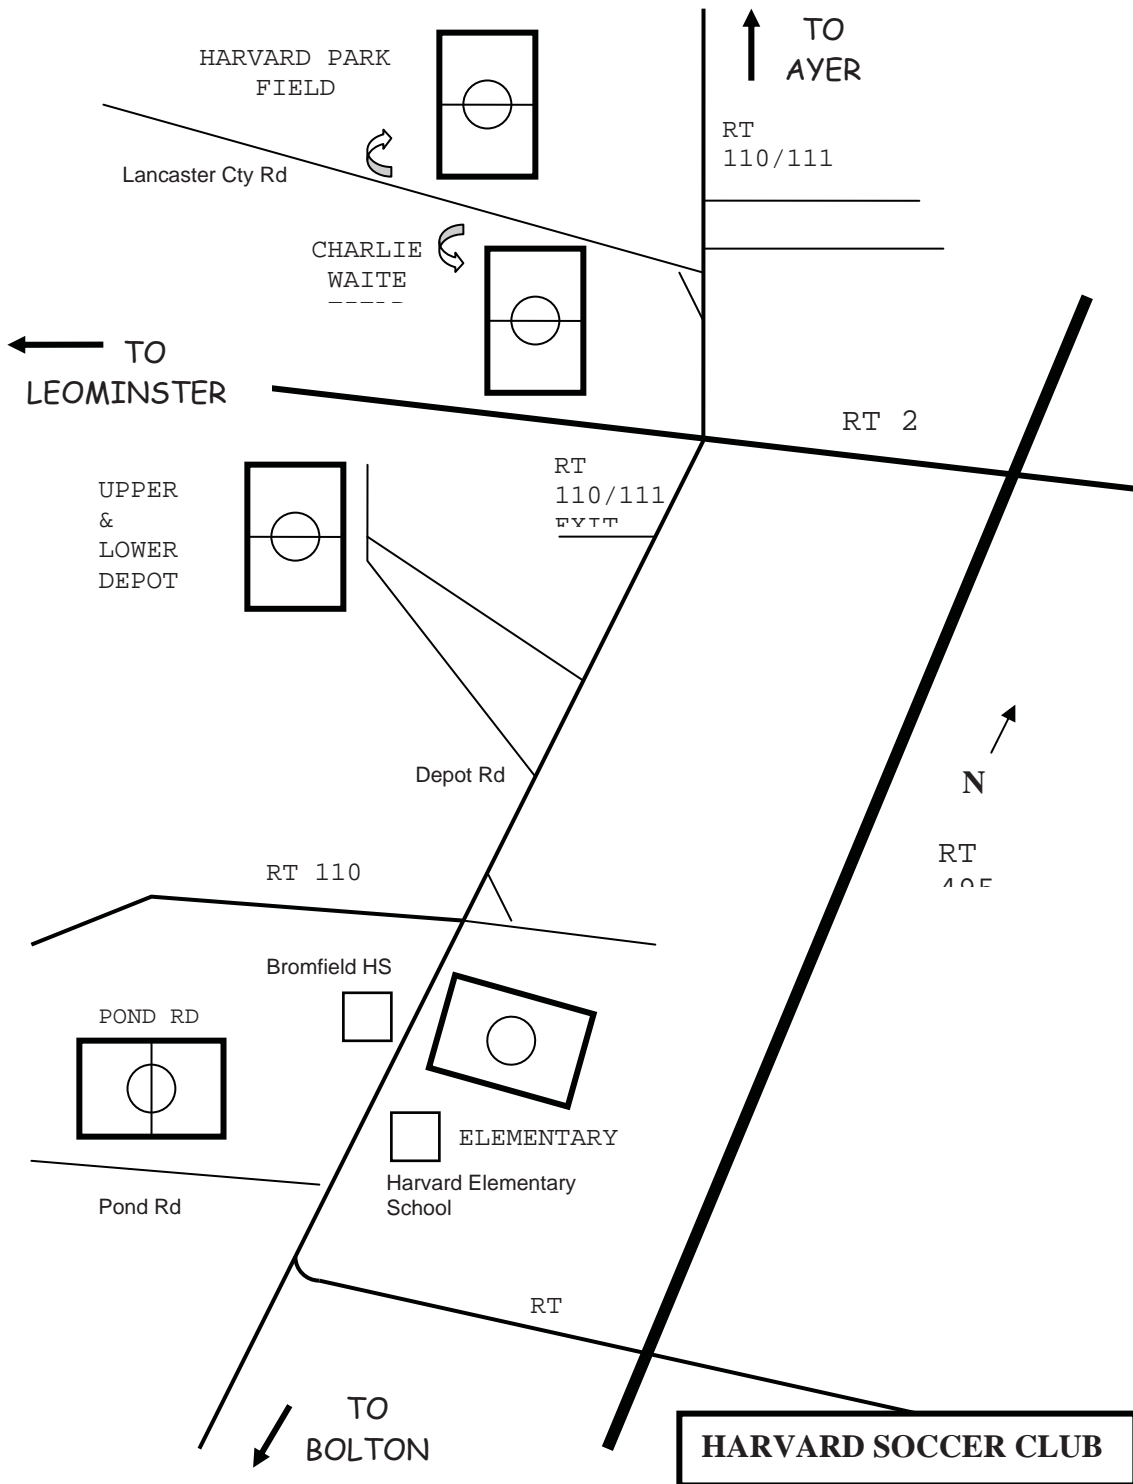 TO
AYER
HARVARD PARK
FIELD
RT
110/111
Lancaster Cty Rd
CHARLIE
WAITE
TO
LEOMINSTER
RT 2
RT
110/111
EXIT
UPPER
&
LOWER
DEPOT
Depot Rd
N
RT
RT 110
Bromfield HS
POND RD
ELEMENTARY
Harvard Elementary
School
Pond Rd
RT
TO
BOLTON
HARVARD SOCCER CLUB